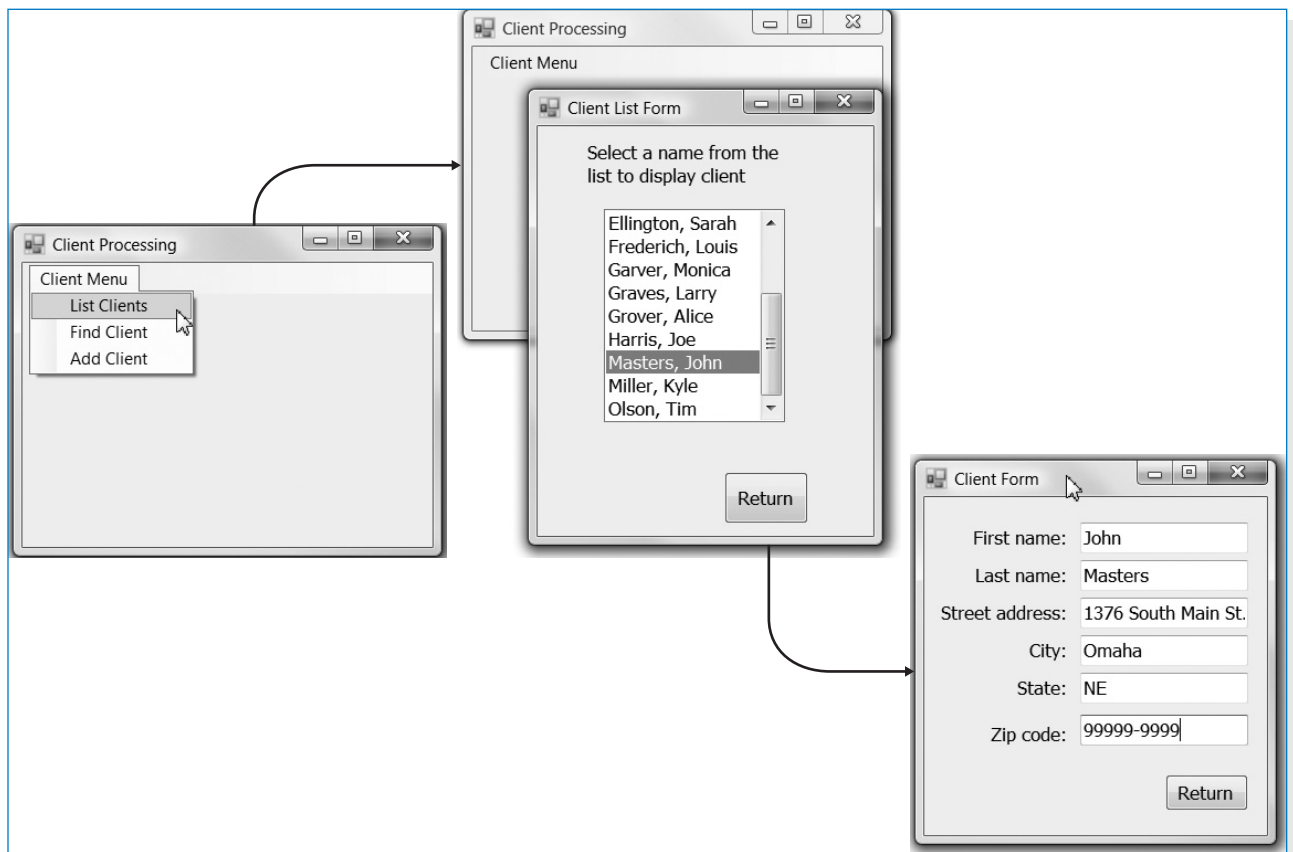 Client Processing
Client Menu
List Clients
Find Client
Add Client
Client Processing
Client Menu
Client List Form
Select a name from the
list to display client
Ellington, Sarah
Frederich, Louis
Garver, Monica
Graves, Larry
Grover, Alice
Harris, Joe
Masters, John
Miller, Kyle
Olson, Tim
Return
Client Form
First name: John
Last name: Masters
Street address: 1376 South Main St.
City: Omaha
State: NE
Zip code: 99999-9999
Return